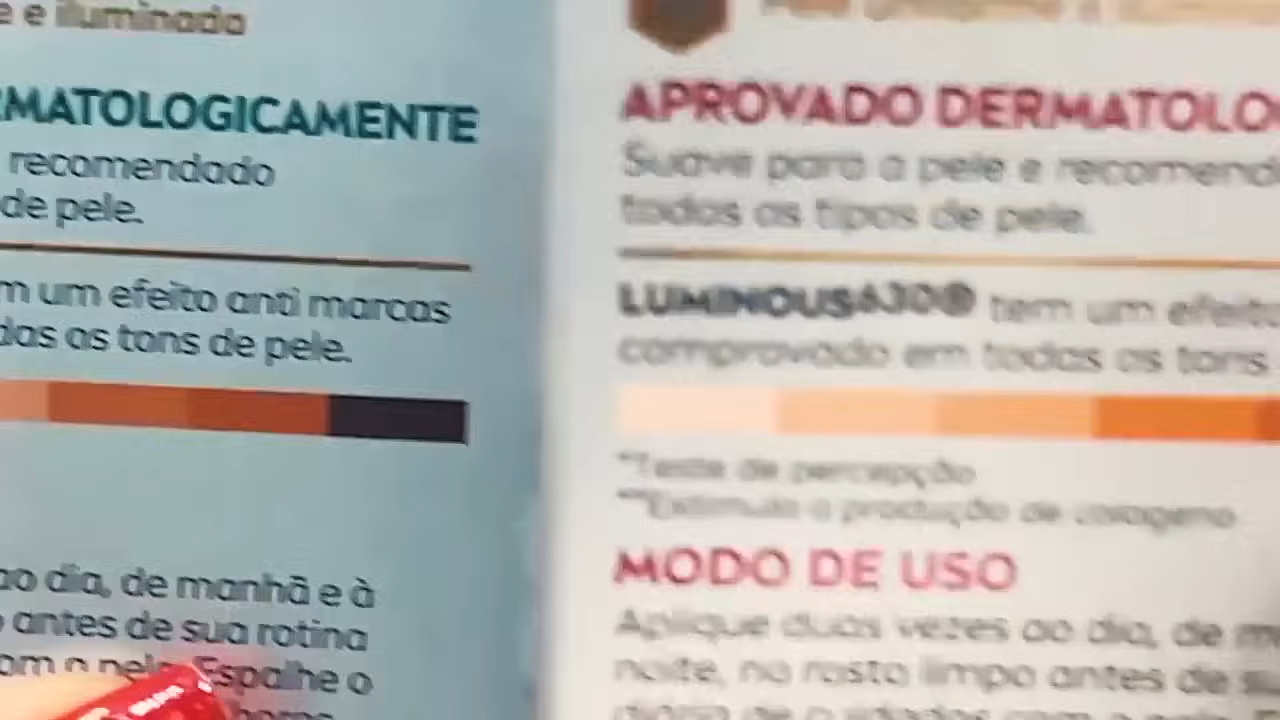 e e iluminada
RMATOLOGICAMENTE
recomendado
de pele.
m um efeito anti marcas
das os tons de pele.
ao dia, de manhã e à
antes de sua rotina
Espalhe o
APROVADO DERMATOLO
Suave para a pele e recomend
todos os tipos de pele.
LUMINOUS630® tem um efeito
comprovado em todos os tons
*Teste de percepção
**Estimula a produção de colágeno
MODO DE USO
Aplique duas vezes ao dia, de m
noite, no rosto limpo antes de su